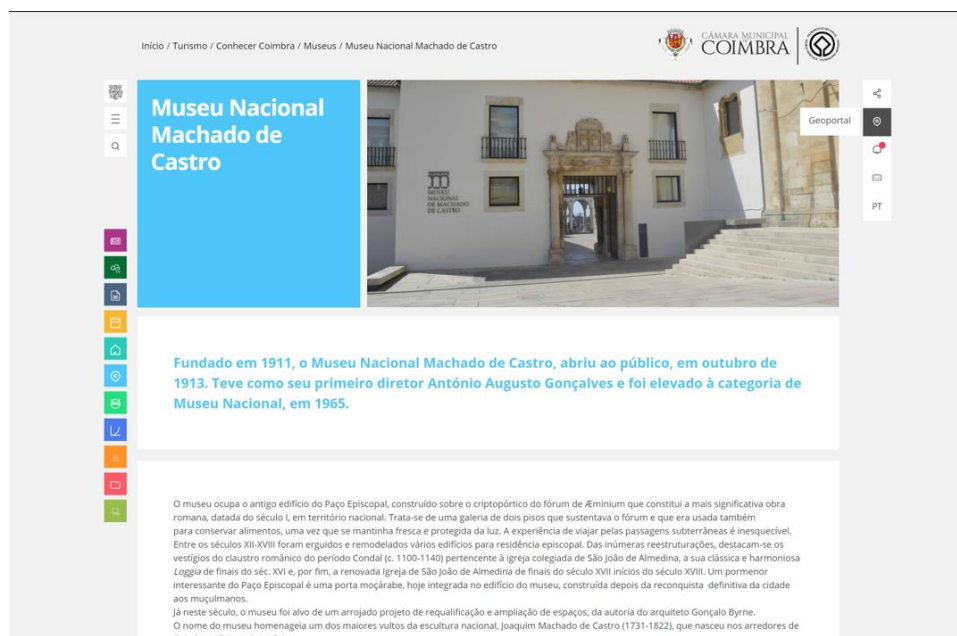 Início / Turismo / Conhecer Coimbra / Museus / Museu Nacional Machado de Castro
CÂMARA MUNICIPAL
COIMBRA
Museu Nacional
Machado de
Castro
MUSEU
NACIONAL
DE MACHADO
DE CASTRO
Geoportal
PT
Fundado em 1911, o Museu Nacional Machado de Castro, abriu ao público, em outubro de
1913. Teve como seu primeiro diretor António Augusto Gonçalves e foi elevado à categoria de
Museu Nacional, em 1965.
O museu ocupa o antigo edifício do Paço Episcopal, construído sobre o criptopórtico do fórum de Æminium que constitui a mais significativa obra
romana, datada do século I, em território nacional. Trata-se de uma galeria de dois pisos que sustentava o fórum e que era usada também
para conservar alimentos, uma vez que se mantinha fresca e protegida da luz. A experiência de viajar pelas passagens subterrâneas é inesquecível.
Entre os séculos XII-XVIII foram erguidos e remodelados vários edifícios para residência episcopal. Das inúmeras reestruturações, destacam-se os
vestígios do claustro românico do período Condal (c. 1100-1140) pertencente à igreja colegiada de São João de Almedina, a sua clássica e harmoniosa
Loggia de finais do séc. XVI e, por fim, a renovada Igreja de São João de Almedina de finais do século XVII inícios do século XVIII. Um pormenor
interessante do Paço Episcopal é uma porta moçárabe, hoje integrada no edifício do museu, construída depois da reconquista definitiva da cidade
aos muçulmanos.
Já neste século, o museu foi alvo de um arrojado projeto de requalificação e ampliação de espaços, da autoria do arquiteto Gonçalo Byrne.
O nome do museu homenageia um dos maiores vultos da escultura nacional, Joaquim Machado de Castro (1731-1822), que nasceu nos arredores de